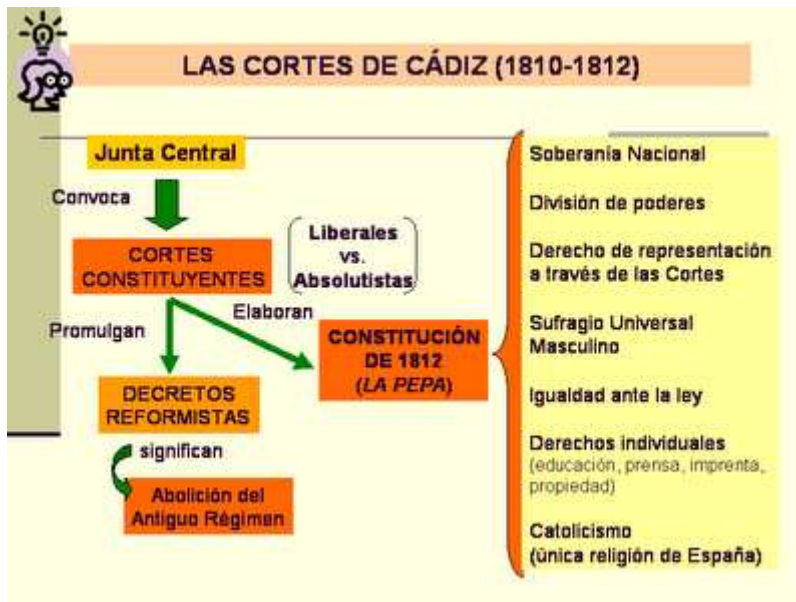 LAS CORTES DE CÁDIZ (1810-1812)
Junta Central
Convoca
CORTES
CONSTITUYENTES
Liberales
vs.
Absolutistas
Promulgan
Elaboran
CONSTITUCIÓN
DE 1812
(LA PEPA)
DECRETOS
REFORMISTAS
significan
Abolición del
Antiguo Régimen
Soberanía Nacional
División de poderes
Derecho de representación
a través de las Cortes
Sufragio Universal
Masculino
Igualdad ante la ley
Derechos individuales
(educación, prensa, imprenta,
propiedad)
Catolicismo
(única religión de España)